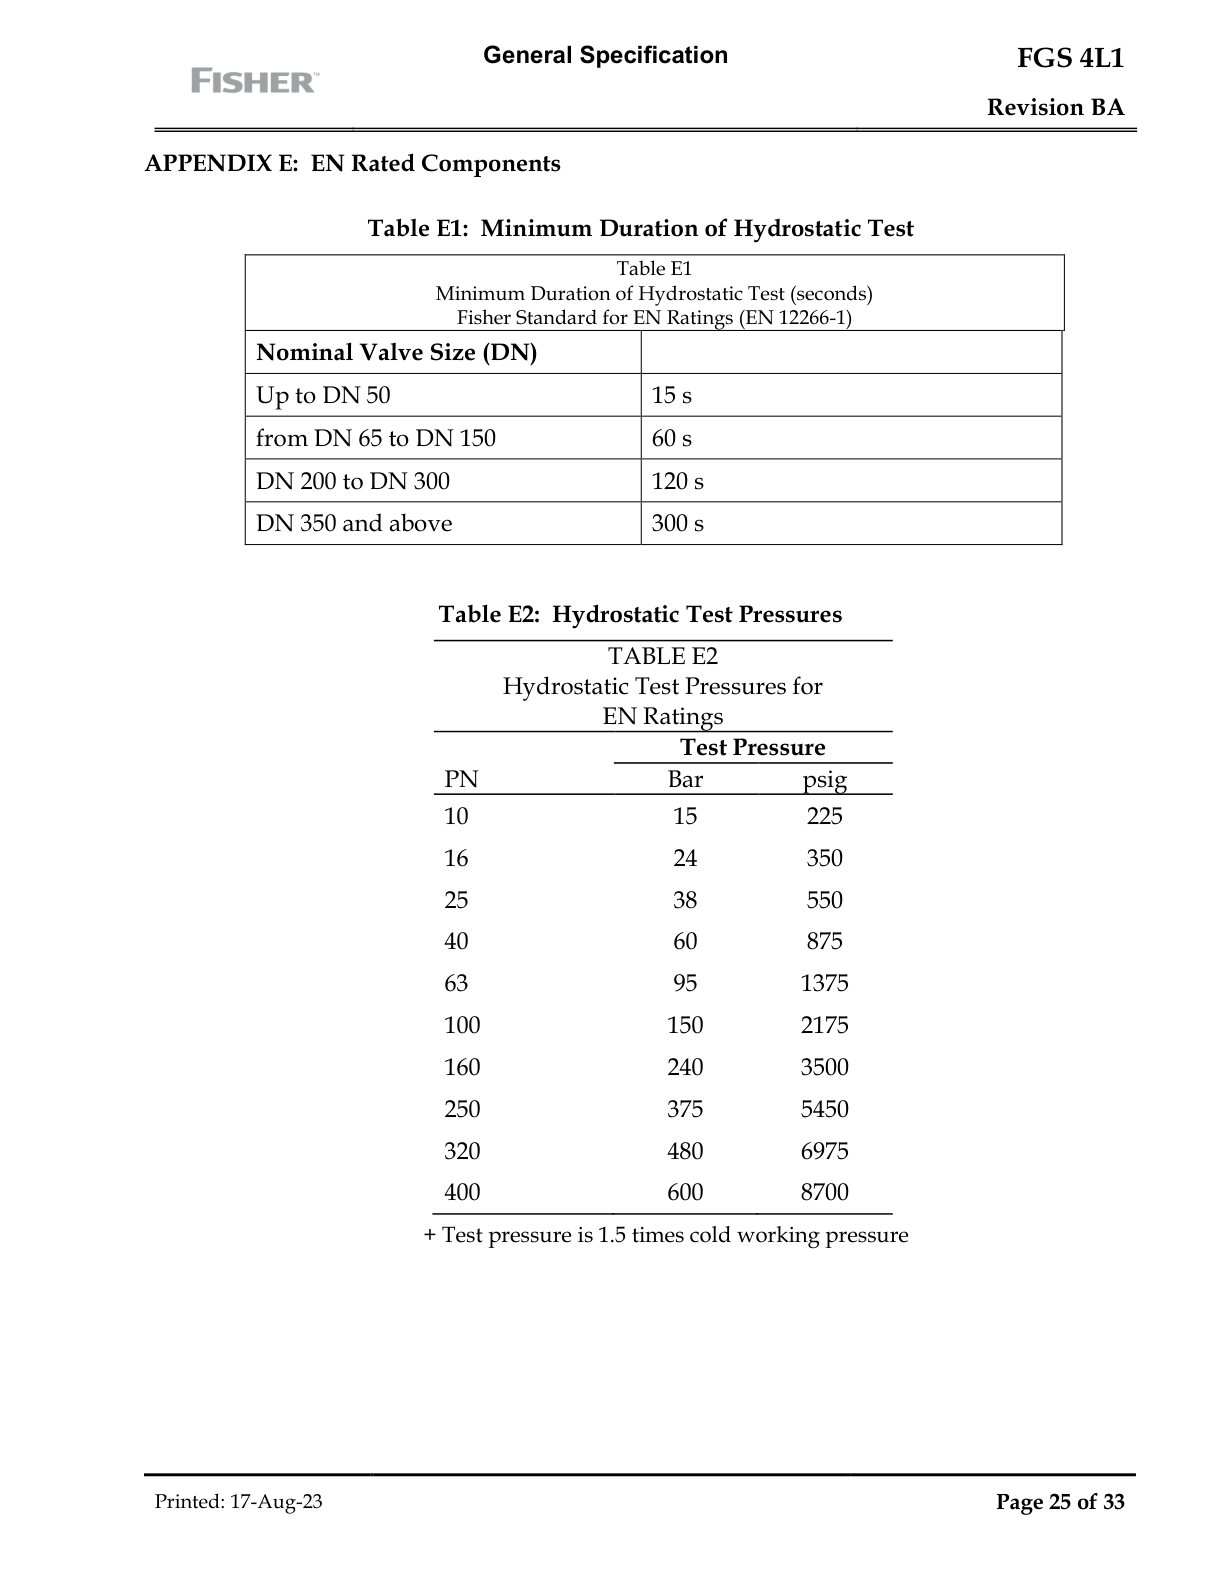 General Specification
FGS 4L1
FISHER™
Revision BA
APPENDIX E: EN Rated Components
Table E1: Minimum Duration of Hydrostatic Test
Table E1
Minimum Duration of Hydrostatic Test (seconds)
Fisher Standard for EN Ratings (EN 12266-1)
Nominal Valve Size (DN)
Up to DN 50 15 s
from DN 65 to DN 150 60 s
DN 200 to DN 300 120 s
DN 350 and above 300 s
Table E2: Hydrostatic Test Pressures
TABLE E2
Hydrostatic Test Pressures for
EN Ratings
Test Pressure
PN Bar psig
10 15 225
16 24 350
25 38 550
40 60 875
63 95 1375
100 150 2175
160 240 3500
250 375 5450
320 480 6975
400 600 8700
+ Test pressure is 1.5 times cold working pressure
Printed: 17-Aug-23 Page 25 of 33